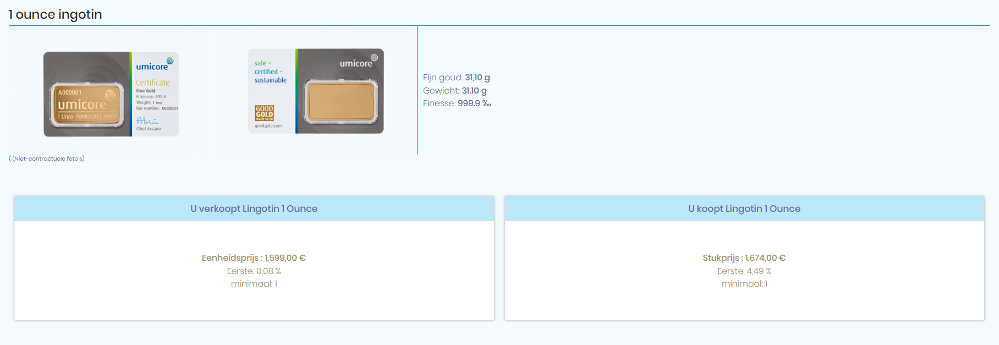 1 ounce ingotin
umicore
Certificate
Fine Gold
Fineness: 999.9
Weight: 1 troz
Bar number: A000001
Chief Assayer
A000001
umicore
1 Unze FEINGOLD 999.9
safe –
certified –
sustainable
GOOD
GOLD
MADE IN EU
goodgold.com
umicore
Fijn goud: 31,10 g
Gewicht: 31.10 g
Finesse: 999.9 ‰
( (Niet-contractuele foto's)
U verkoopt Lingotin 1 Ounce
Eenheidsprijs : 1.599,00 €
Eerste: 0,08 %
minimaal: 1
U koopt Lingotin 1 Ounce
Stukprijs : 1.674,00 €
Eerste: 4,49 %
minimaal: 1